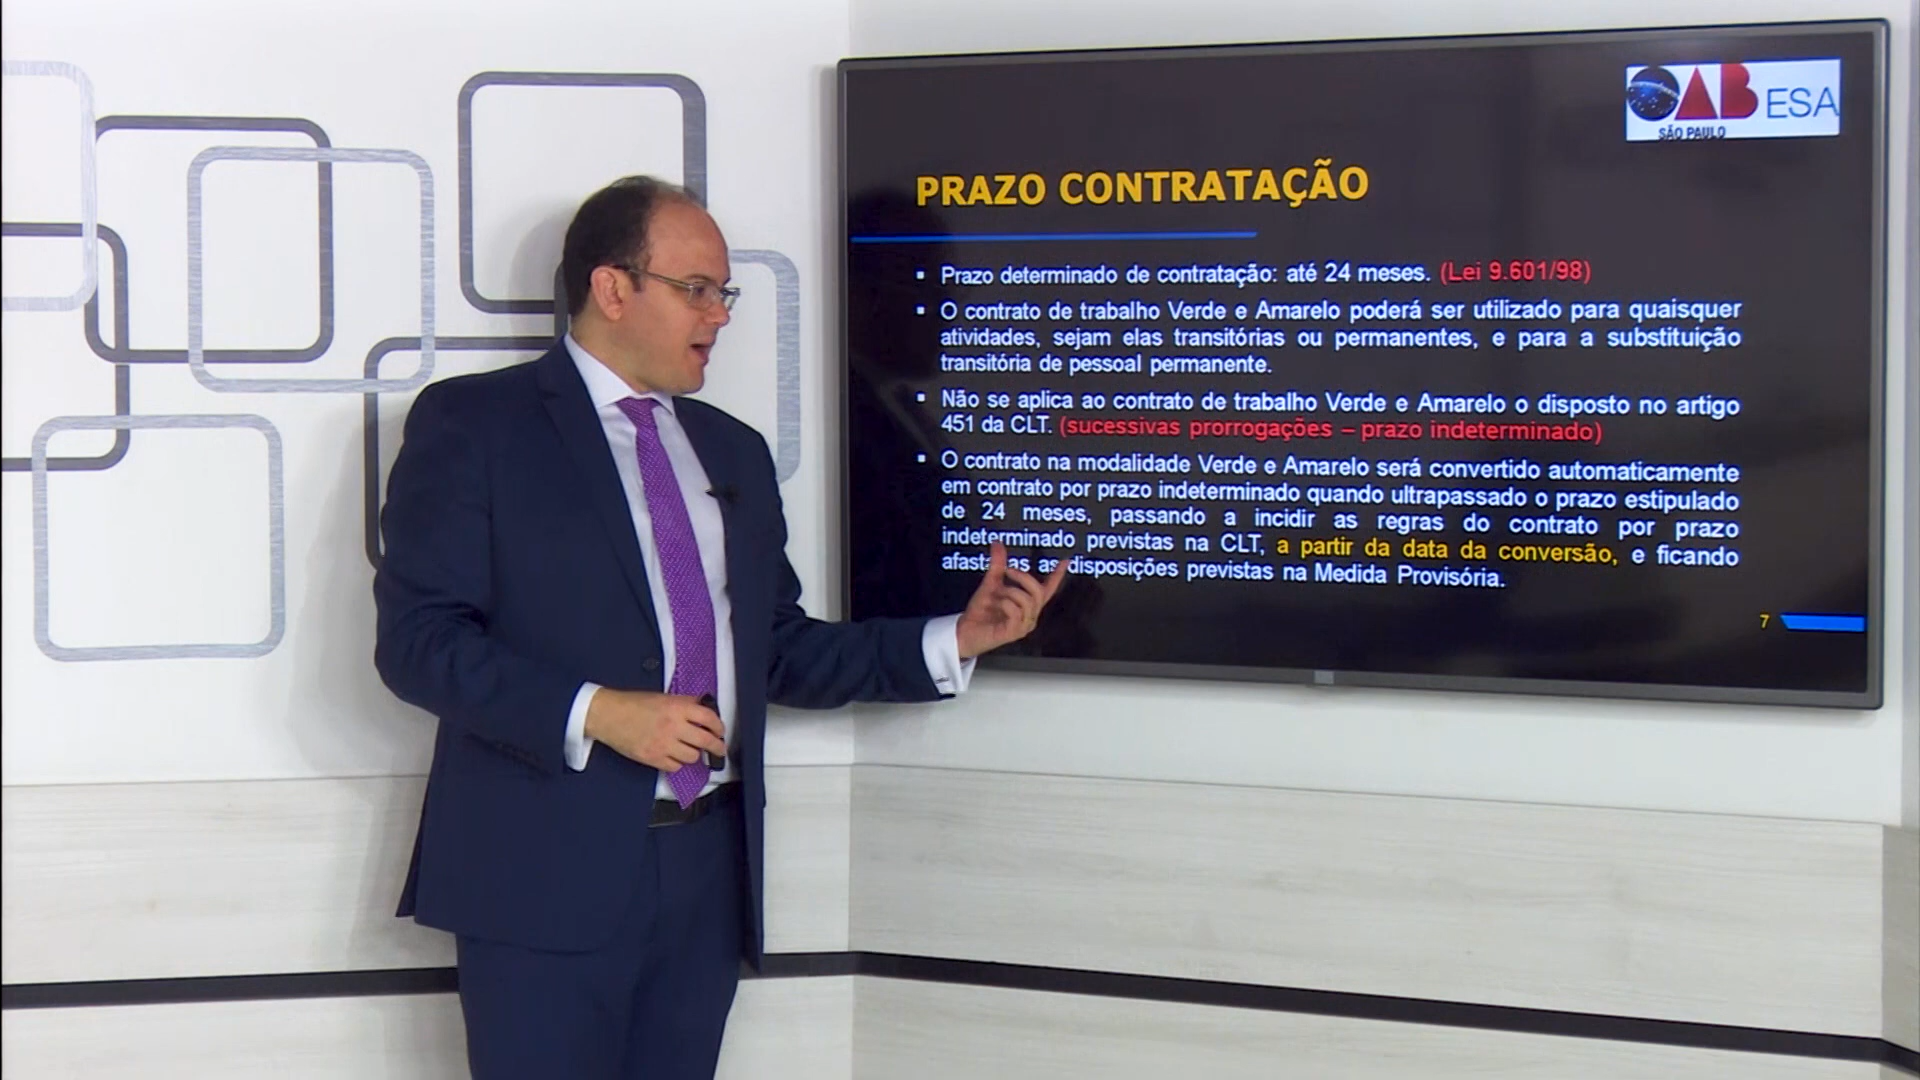 OAB ESA
SÃO PAULO
PRAZO CONTRATAÇÃO
▪ Prazo determinado de contratação: até 24 meses. (Lei 9.601/98)
▪ O contrato de trabalho Verde e Amarelo poderá ser utilizado para quaisquer
atividades, sejam elas transitórias ou permanentes, e para a substituição
transitória de pessoal permanente.
▪ Não se aplica ao contrato de trabalho Verde e Amarelo o disposto no artigo
451 da CLT. (sucessivas prorrogações – prazo indeterminado)
▪ O contrato na modalidade Verde e Amarelo será convertido automaticamente
em contrato por prazo indeterminado quando ultrapassado o prazo estipulado
de 24 meses, passando a incidir as regras do contrato por prazo
indeterminado previstas na CLT, a partir da data da conversão, e ficando
as disposições previstas na Medida Provisória.
7